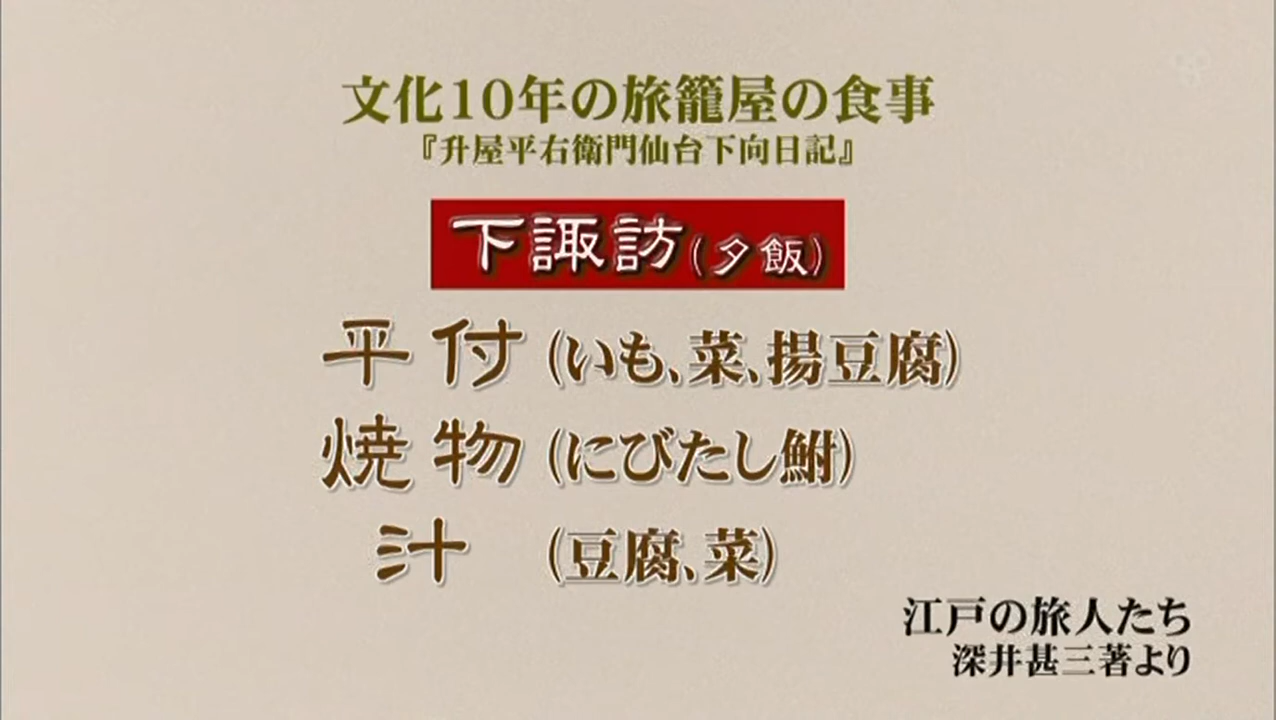 文化10年の旅籠屋の食事
『升屋平右衛門仙台下向日記』
下諏訪(夕飯)
平付(いも、菜、揚豆腐)
焼物(にびたし鮒)
汁(豆腐、菜)
江戸の旅人たち
深井甚三著より